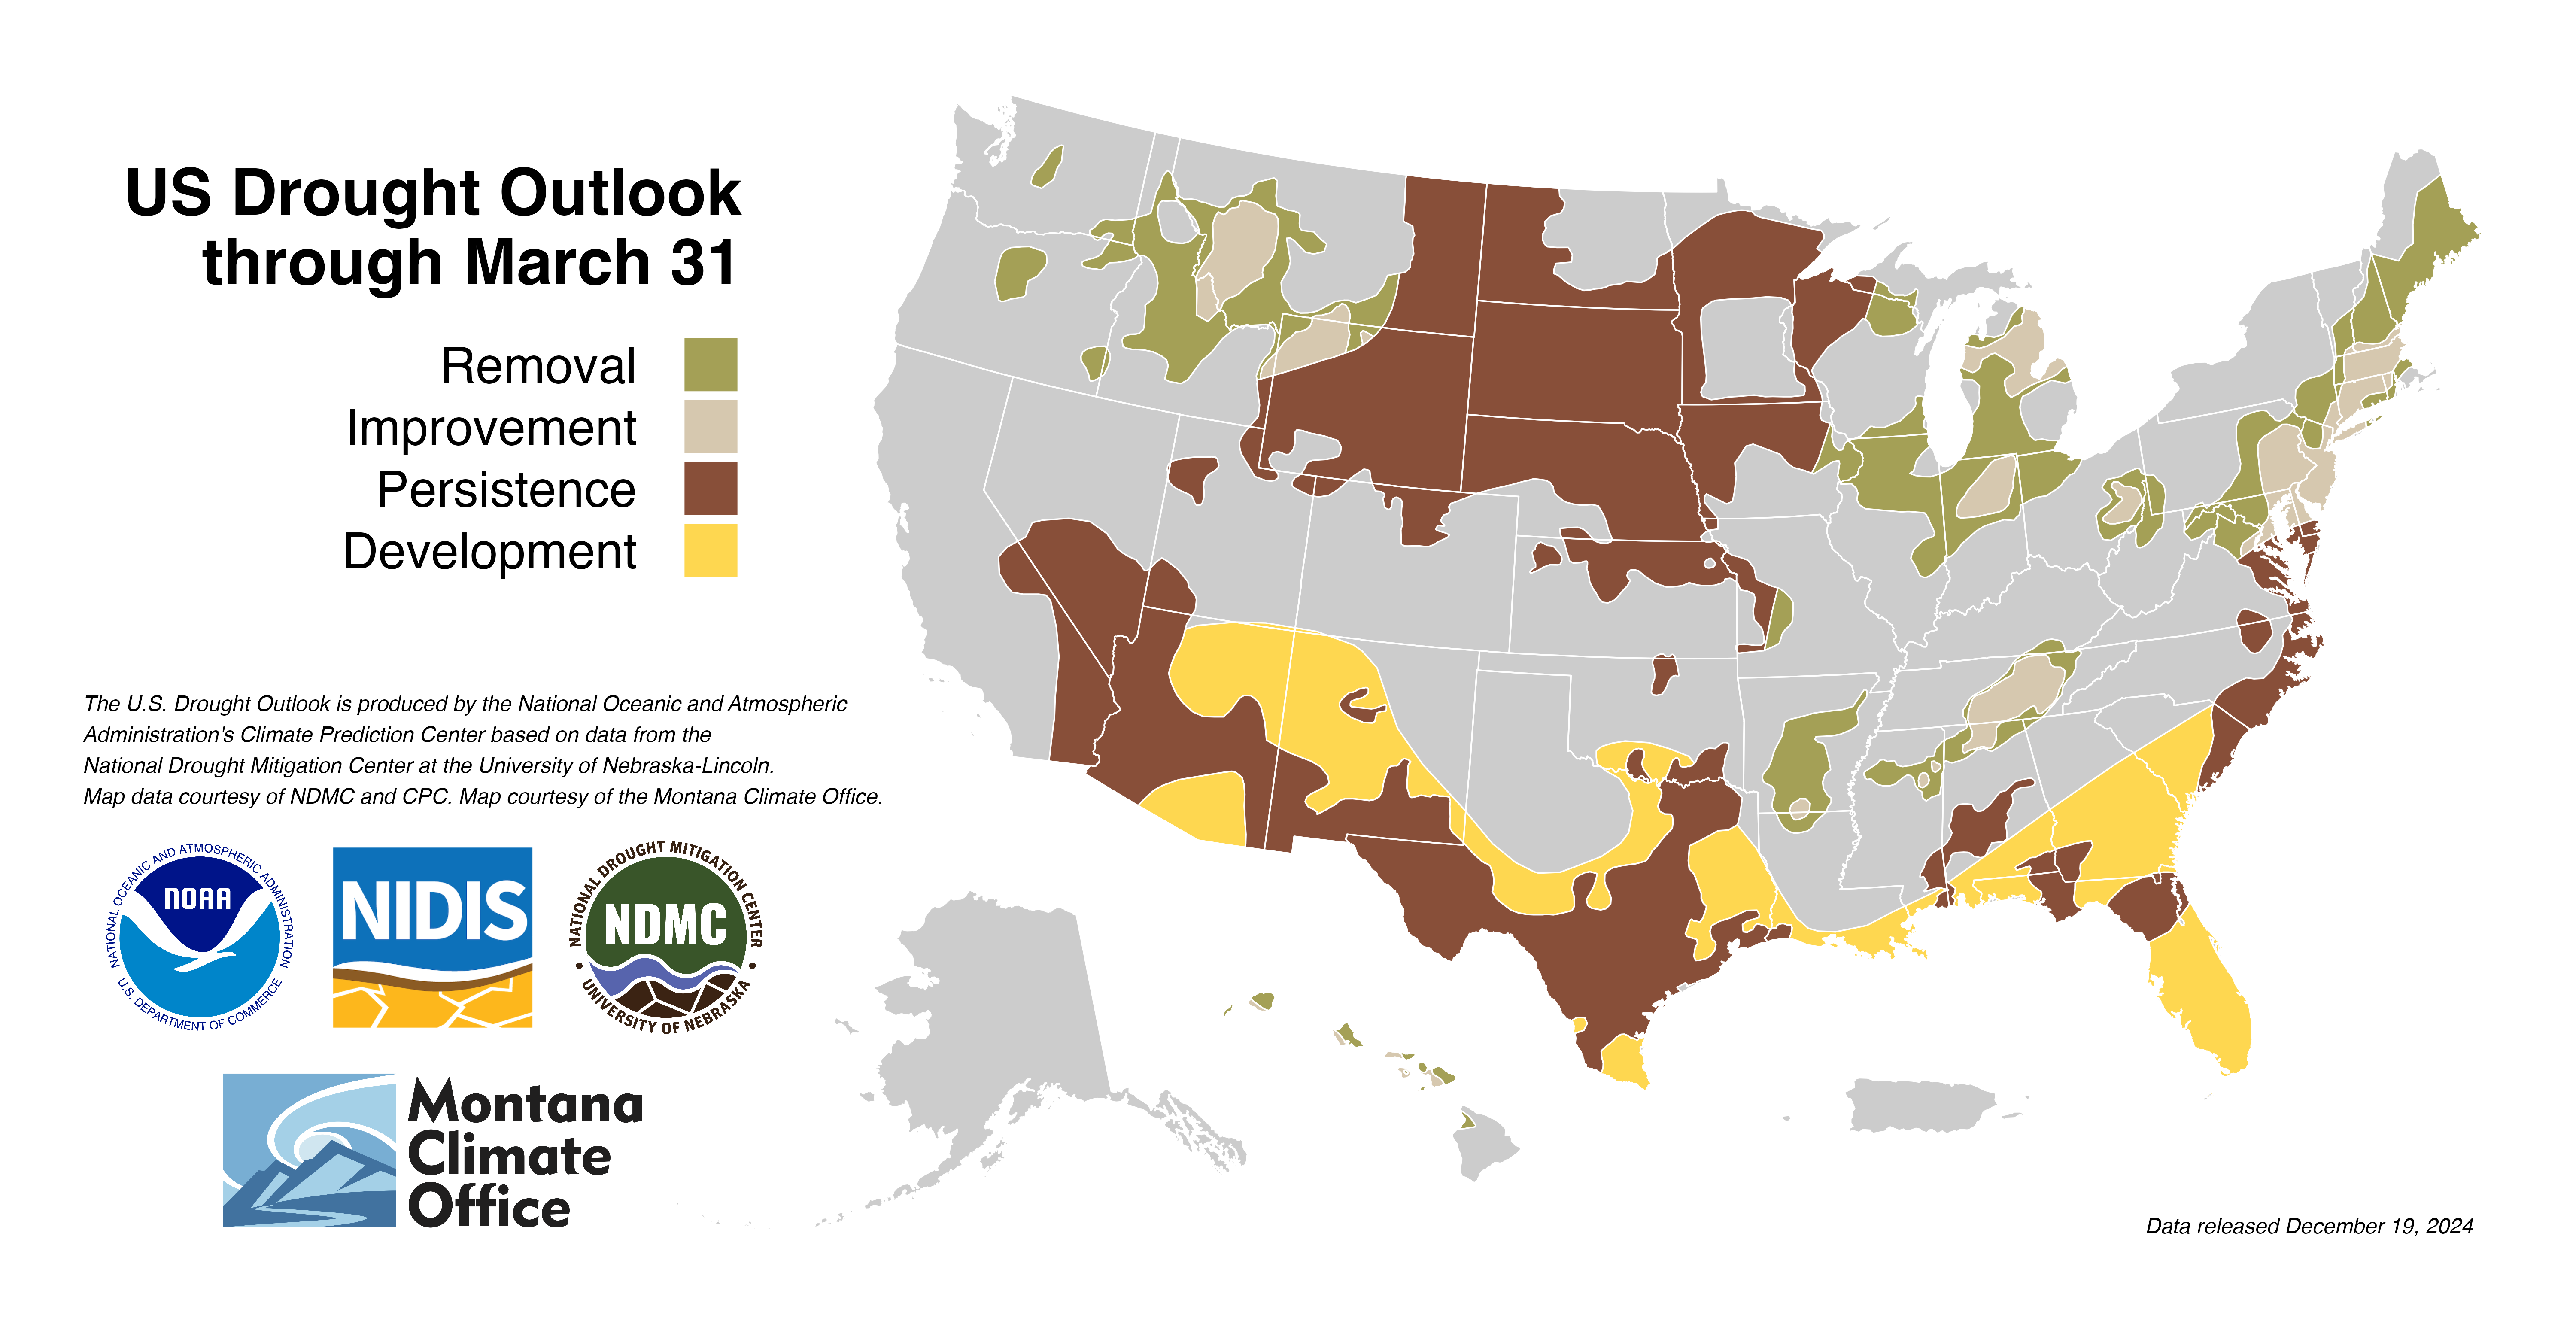 US Drought Outlook
through March 31
Removal
Improvement
Persistence
Development
The U.S. Drought Outlook is produced by the National Oceanic and Atmospheric
Administration's Climate Prediction Center based on data from the
National Drought Mitigation Center at the University of Nebraska-Lincoln.
Map data courtesy of NDMC and CPC. Map courtesy of the Montana Climate Office.
NATIONAL OCEANIC AND ATMOSPHERIC ADMINISTRATION
NOAA
U.S. DEPARTMENT OF COMMERCE
NIDIS
NATIONAL DROUGHT MITIGATION CENTER
NDMC
UNIVERSITY OF NEBRASKA
Montana
Climate
Office
Data released December 19, 2024